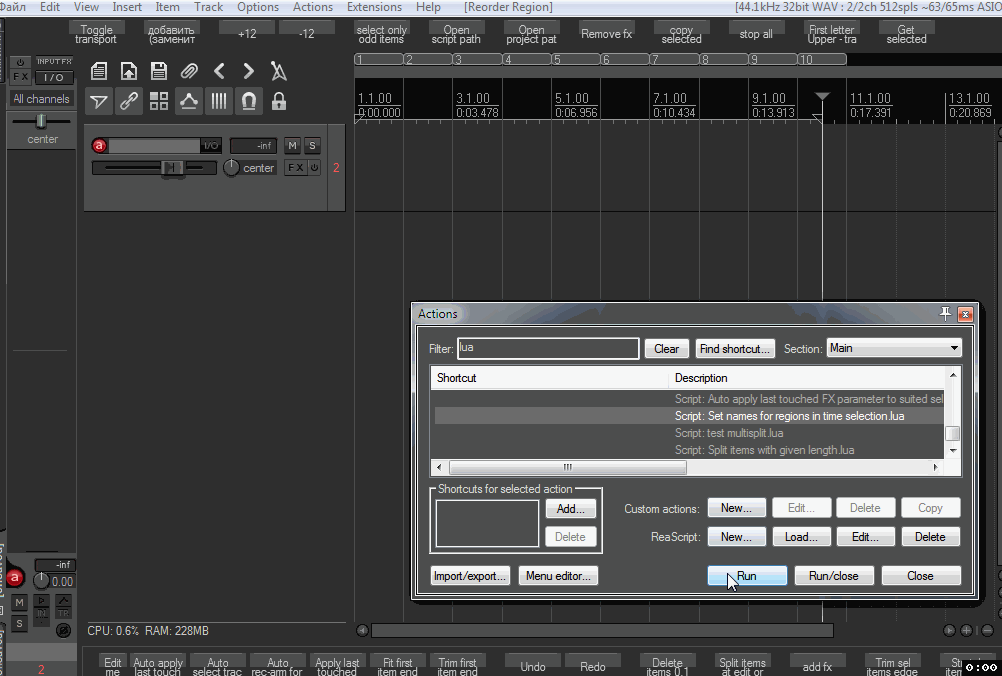 Файл Edit View Insert Item Track Options Actions Extensions Help [Reorder Region] [44.1kHz 32bit WAV : 2/2ch 512spls ~63/65ms ASIO
Toggle transport
добавить (заменит
+12
-12
select only odd items
Open script path
Open project pat
Remove fx
copy selected
stop all
First letter Upper - tra
Get selected
INPUT FX
FX I/O
All channels
center
1 2 3 4 5 6 7 8 9 10
1.1.00 3.1.00 5.1.00 7.1.00 9.1.00 11.1.00 13.1.00
0:00.000 0:03.478 0:06.956 0:10.434 0:13.913 0:17.391 0:20.869
a I/O -inf M S
center FX 2
Actions
Filter: lua Clear Find shortcut... Section: Main
Shortcut Description
Script: Auto apply last touched FX parameter to suited sel
Script: Set names for regions in time selection.lua
Script: test multisplit.lua
Script: Split items with given length.lua
Shortcuts for selected action
Add...
Delete
Custom actions: New... Edit... Delete Copy
ReaScript: New... Load... Edit... Delete
Import/export... Menu editor... Run Run/close Close
-inf
a 0.00
M
IN TR
S
2
CPU: 0.6% RAM: 228MB
Edit me
Auto apply last touch
Auto select trac
Auto rec-arm for
Apply last touched
Fit first item end
Trim first item end
Undo
Redo
Delete items 0.1
Split items at edit or
add fx
Trim sel items edge
0:00